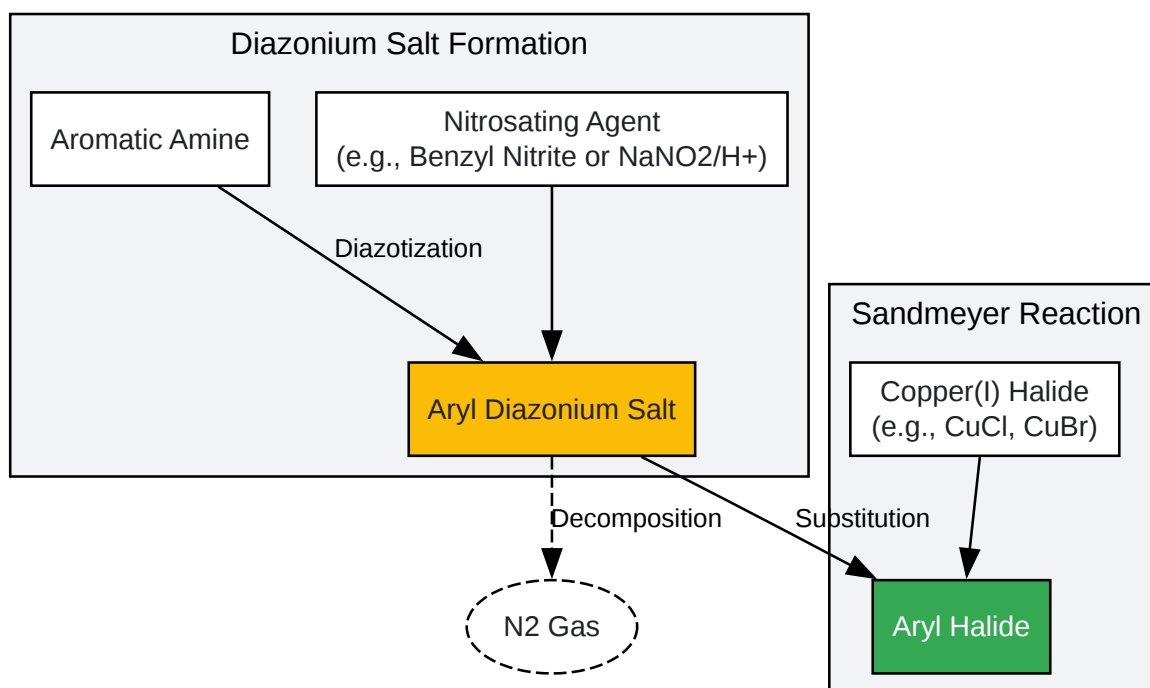 Diazonium Salt Formation
Aromatic Amine
Nitrosating Agent
(e.g., Benzyl Nitrite or NaNO2/H+)
Diazotization
Sandmeyer Reaction
Aryl Diazonium Salt
Copper(I) Halide
(e.g., CuCl, CuBr)
Decomposition
Substitution
N2 Gas
Aryl Halide